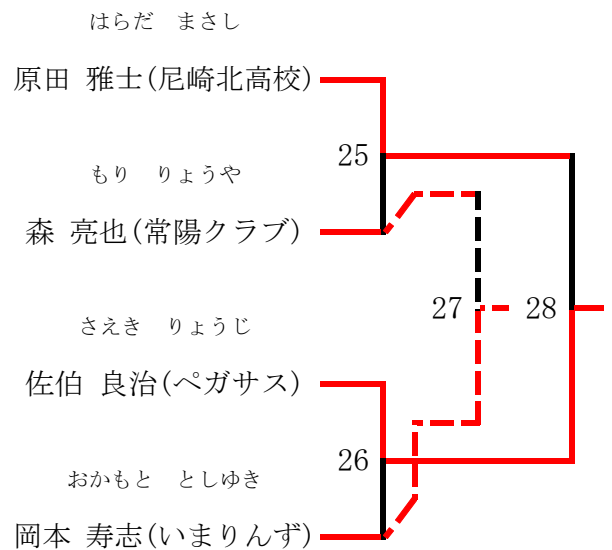 はらだ　まさし
原田 雅士(尼崎北高校)
25
もり　りょうや
森 亮也(常陽クラブ)
27
28
さえき　りょうじ
佐伯 良治(ペガサス)
26
おかもと　としゆき
岡本 寿志(いまりんず)